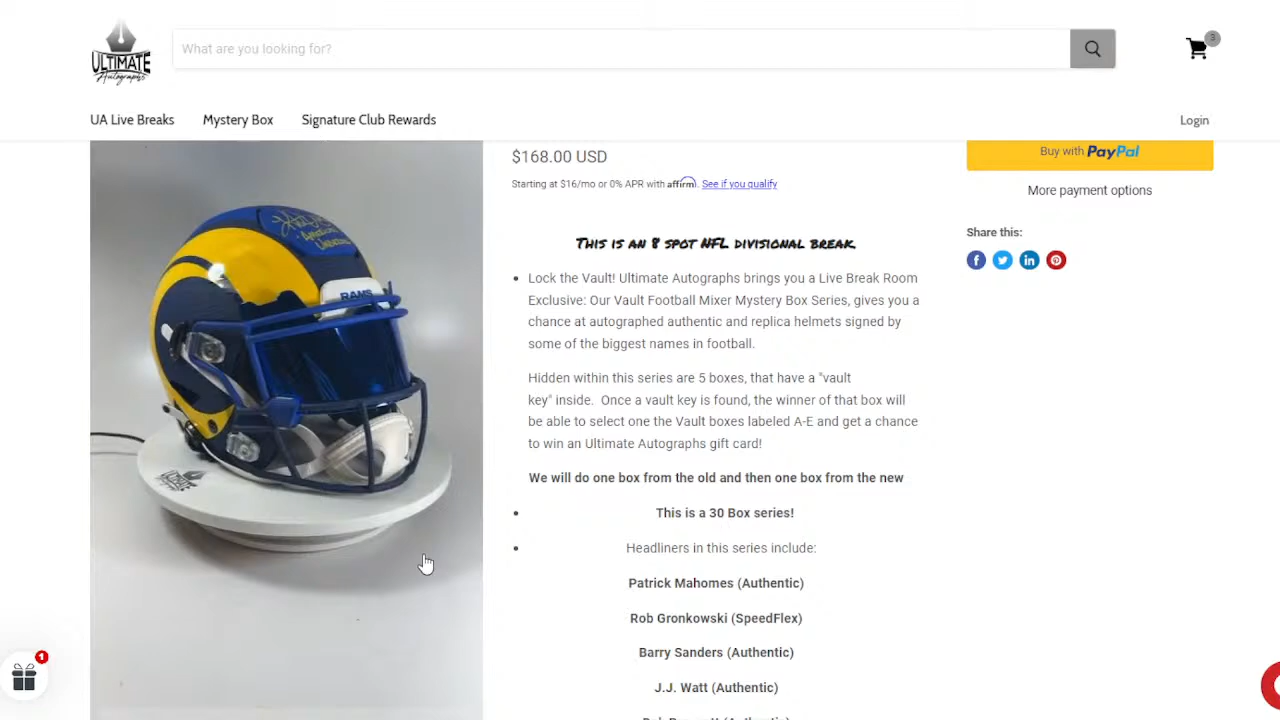 ULTIMATE
Autographs
What are you looking for?
3
UA Live Breaks
Mystery Box
Signature Club Rewards
Login
RAMS
$168.00 USD
Starting at $16/mo or 0% APR with affirm. See if you qualify
THIS IS AN 8 SPOT NFL DIVISIONAL BREAK.
Lock the Vault! Ultimate Autographs brings you a Live Break Room
Exclusive: Our Vault Football Mixer Mystery Box Series, gives you a
chance at autographed authentic and replica helmets signed by
some of the biggest names in football.
Hidden within this series are 5 boxes, that have a "vault
key" inside. Once a vault key is found, the winner of that box will
be able to select one the Vault boxes labeled A-E and get a chance
to win an Ultimate Autographs gift card!
We will do one box from the old and then one box from the new
This is a 30 Box series!
Headliners in this series include:
Patrick Mahomes (Authentic)
Rob Gronkowski (SpeedFlex)
Barry Sanders (Authentic)
J.J. Watt (Authentic)
Buy with PayPal
More payment options
Share this:
1